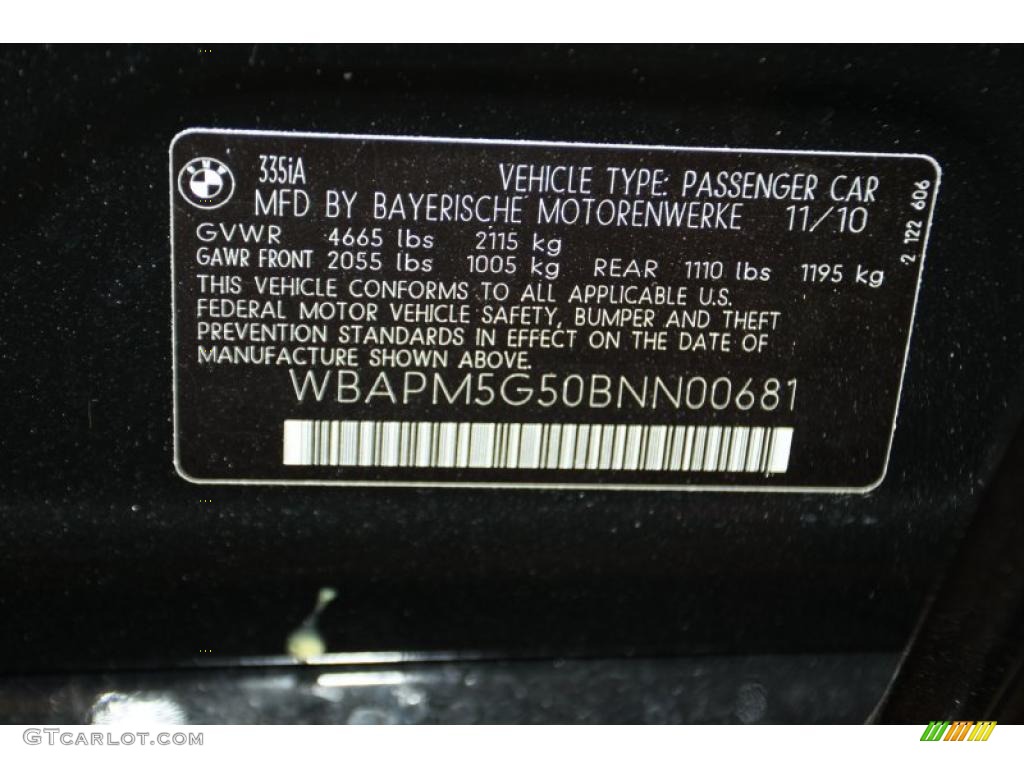 335iA
VEHICLE TYPE: PASSENGER CAR
MFD BY BAYERISCHE MOTORENWERKE 11/10
GVWR 4665 lbs 2115 kg
GAWR FRONT 2055 lbs 1005 kg REAR 1110 lbs 1195 kg
THIS VEHICLE CONFORMS TO ALL APPLICABLE U.S.
FEDERAL MOTOR VEHICLE SAFETY, BUMPER AND THEFT
PREVENTION STANDARDS IN EFFECT ON THE DATE OF
MANUFACTURE SHOWN ABOVE.
WBAPM5G50BNN00681
2 122 606
GTCARLOT.COM